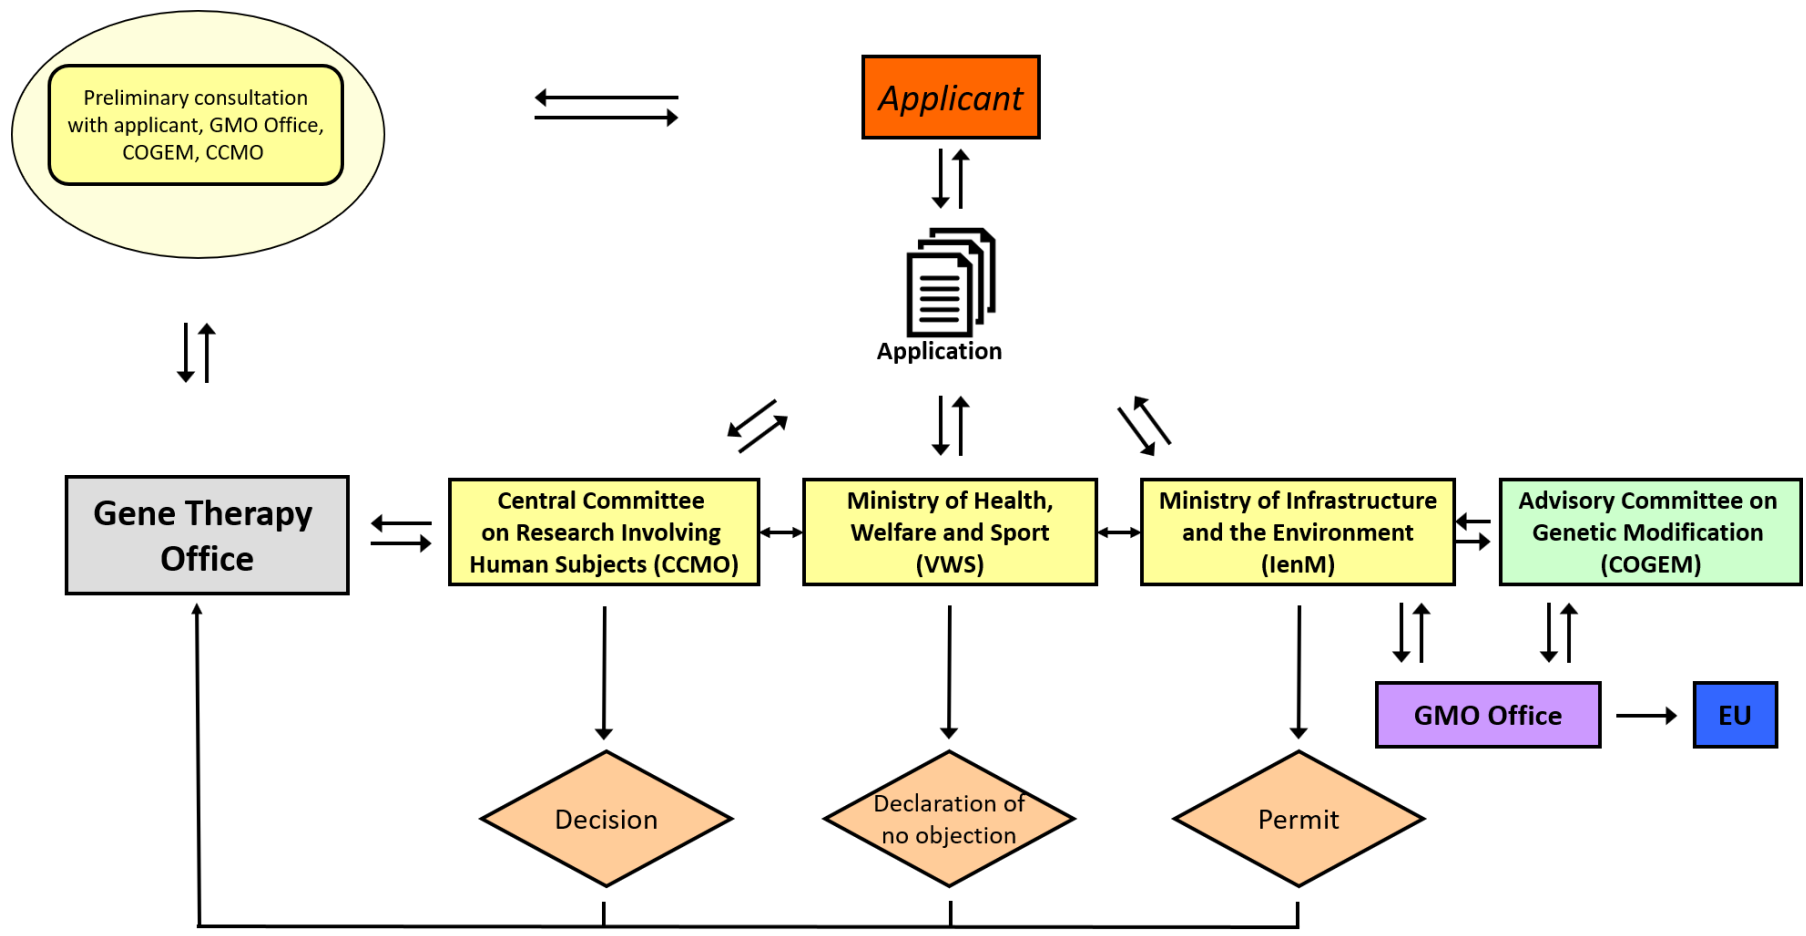 Preliminary consultation
with applicant, GMO Office,
COGEM, CCMO
Applicant
Application
Gene Therapy
Office
Central Committee
on Research Involving
Human Subjects (CCMO)
Ministry of Health,
Welfare and Sport
(VWS)
Ministry of Infrastructure
and the Environment
(IenM)
Advisory Committee on
Genetic Modification
(COGEM)
GMO Office
EU
Decision
Declaration of
no objection
Permit